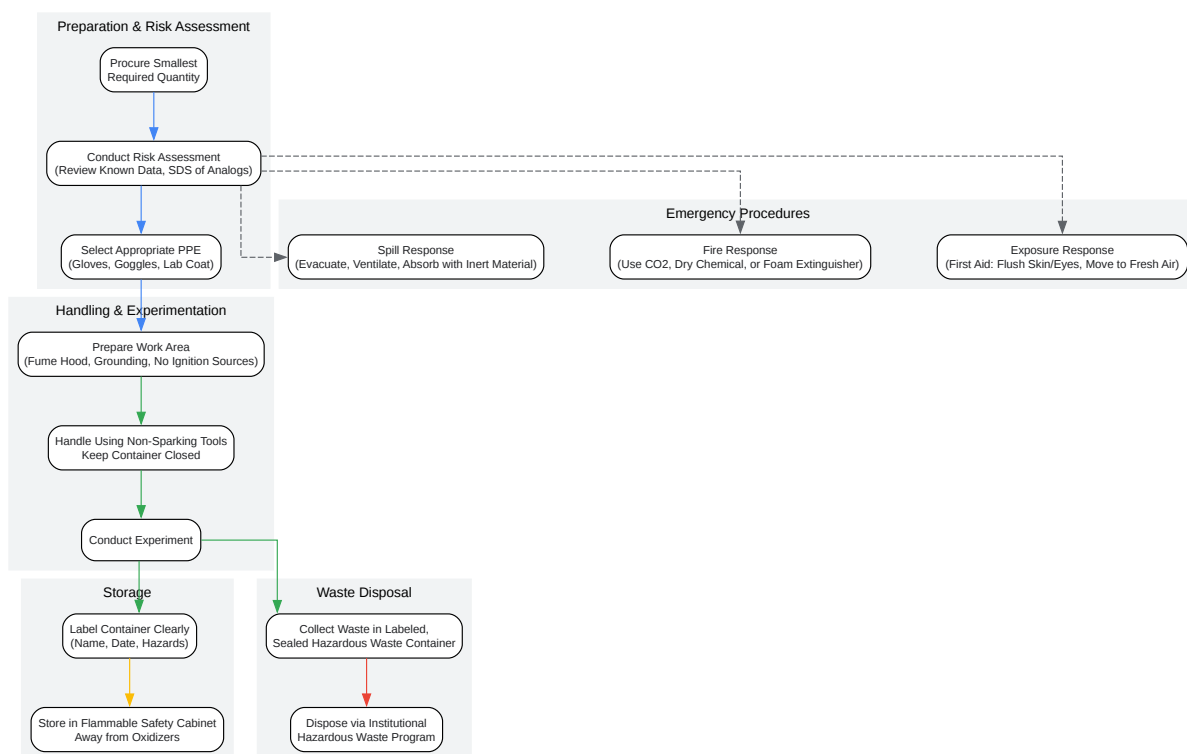 Preparation & Risk Assessment
Procure Smallest
Required Quantity
Conduct Risk Assessment
(Review Known Data, SDS of Analogs)
Select Appropriate PPE
(Gloves, Goggles, Lab Coat)
Emergency Procedures
Spill Response
(Evacuate, Ventilate, Absorb with Inert Material)
Fire Response
(Use CO2, Dry Chemical, or Foam Extinguisher)
Exposure Response
(First Aid: Flush Skin/Eyes, Move to Fresh Air)
Handling & Experimentation
Prepare Work Area
(Fume Hood, Grounding, No Ignition Sources)
Handle Using Non-Sparking Tools
Keep Container Closed
Conduct Experiment
Storage
Label Container Clearly
(Name, Date, Hazards)
Store in Flammable Safety Cabinet
Away from Oxidizers
Waste Disposal
Collect Waste in Labeled,
Sealed Hazardous Waste Container
Dispose via Institutional
Hazardous Waste Program